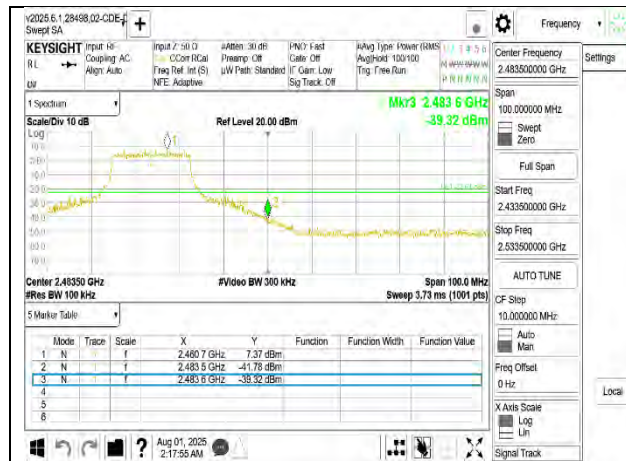 v2025.6.1,28498,02-CDE-
Swept SA
KEYSIGHT
Input: RF
Coupling: AC
Align: Auto
Input Z: 50 Ω
CCorr RCal
Freq Ref: Int (S)
NFE: Adaptive
#Atten: 30 dB
Preamp: Off
µW Path: Standard
PNO: Fast
Gate: Off
IF Gain: Low
Sig Track: Off
#Avg Type: Power (RMS
Avg|Hold: 100/100
Trig: Free Run
1 Spectrum
Scale/Div 10 dB
Ref Level 20.00 dBm
Mkr3 2.483 6 GHz
-39.32 dBm
Log
Center 2.48350 GHz
#Video BW 300 kHz
Span 100.0 MHz
#Res BW 100 kHz
Sweep 3.73 ms (1001 pts)
5 Marker Table
Mode Trace Scale X Y Function Function Width Function Value
1 N f 2.460 7 GHz 7.37 dBm
2 N f 2.483 5 GHz -41.78 dBm
3 N f 2.483 6 GHz -39.32 dBm
4
5
6
Aug 01, 2025
2:17:55 AM
Frequency
Settings
Center Frequency
2.483500000 GHz
Span
100.000000 MHz
Swept
Zero
Full Span
Start Freq
2.433500000 GHz
Stop Freq
2.533500000 GHz
AUTO TUNE
CF Step
10.000000 MHz
Auto
Man
Freq Offset
0 Hz
X Axis Scale
Log
Lin
Signal Track
Local